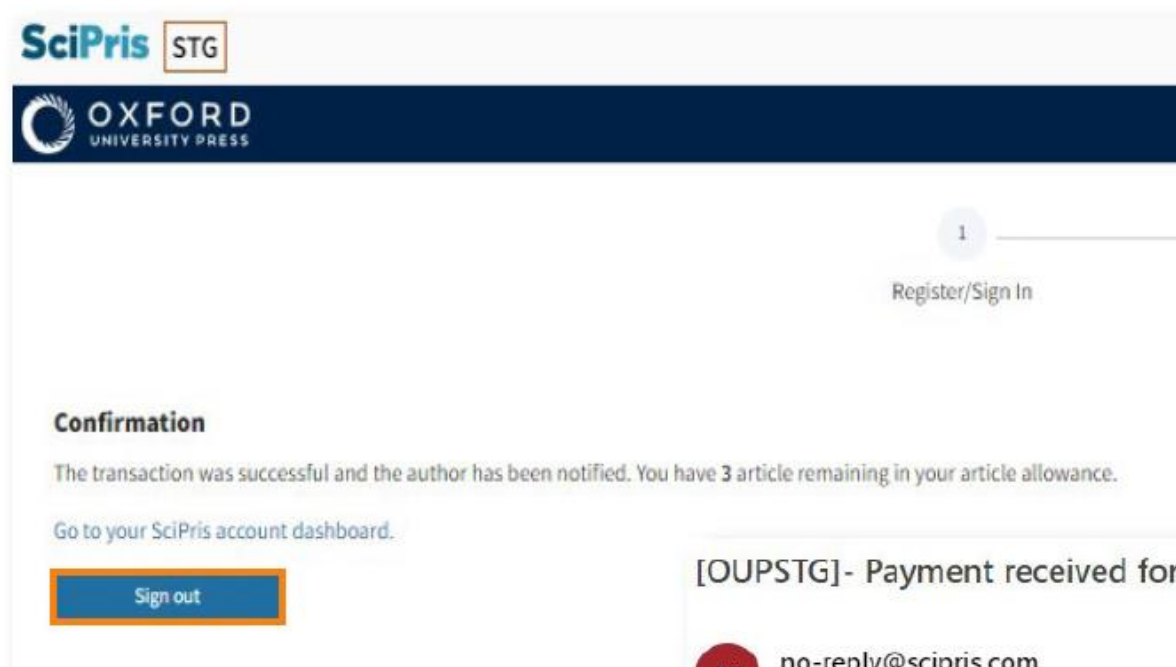 SciPris STG
OXFORD
UNIVERSITY PRESS
1
Register/Sign In
Confirmation
The transaction was successful and the author has been notified. You have 3 article remaining in your article allowance.
Go to your SciPris account dashboard.
Sign out
[OUPSTG]- Payment received for
no-reply@scipris.com